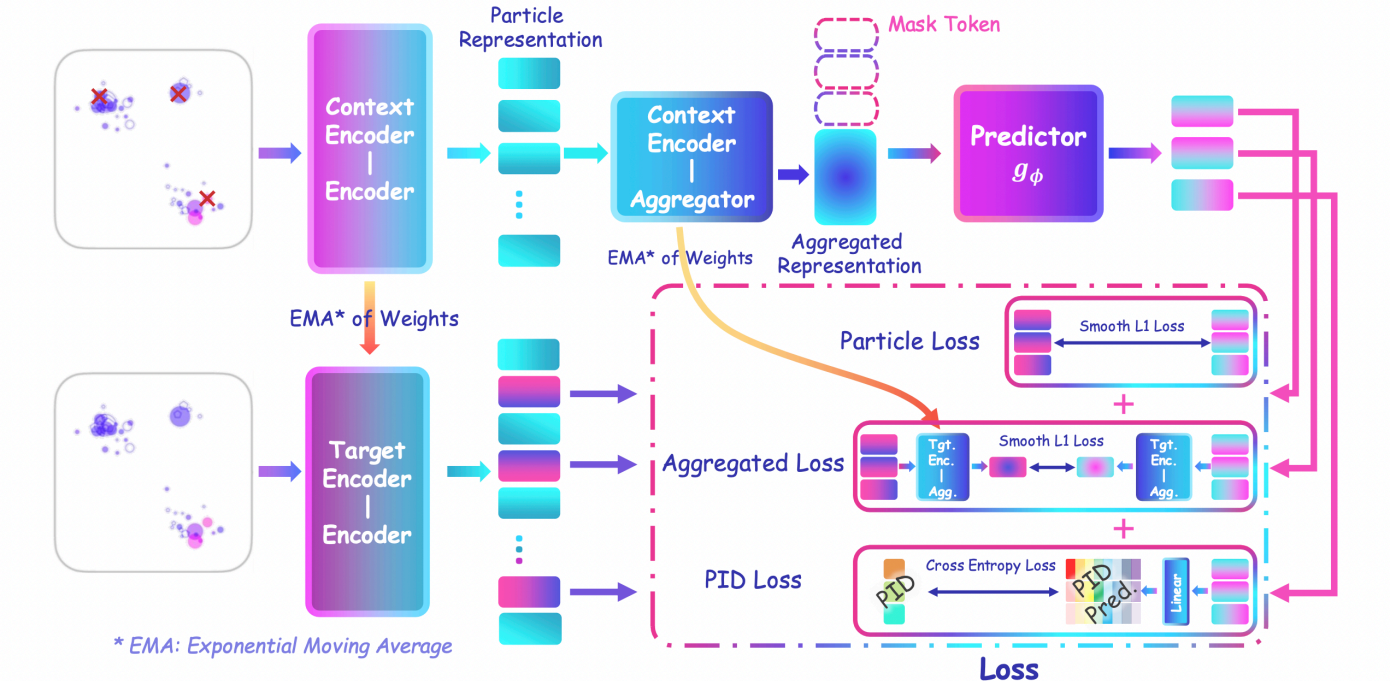 Particle
Representation
Mask Token
Context
Encoder
|
Encoder
Context
Encoder
|
Aggregator
Predictor
g_ϕ
EMA* of Weights
Aggregated
Representation
EMA* of Weights
Target
Encoder
|
Encoder
Particle Loss
Smooth L1 Loss
+
Aggregated Loss
Tgt.
Enc.
|
Agg.
Smooth L1 Loss
Tgt.
Enc.
|
Agg.
+
PID Loss
PID
Cross Entropy Loss
PID
Pred.
Linear
* EMA: Exponential Moving Average
Loss